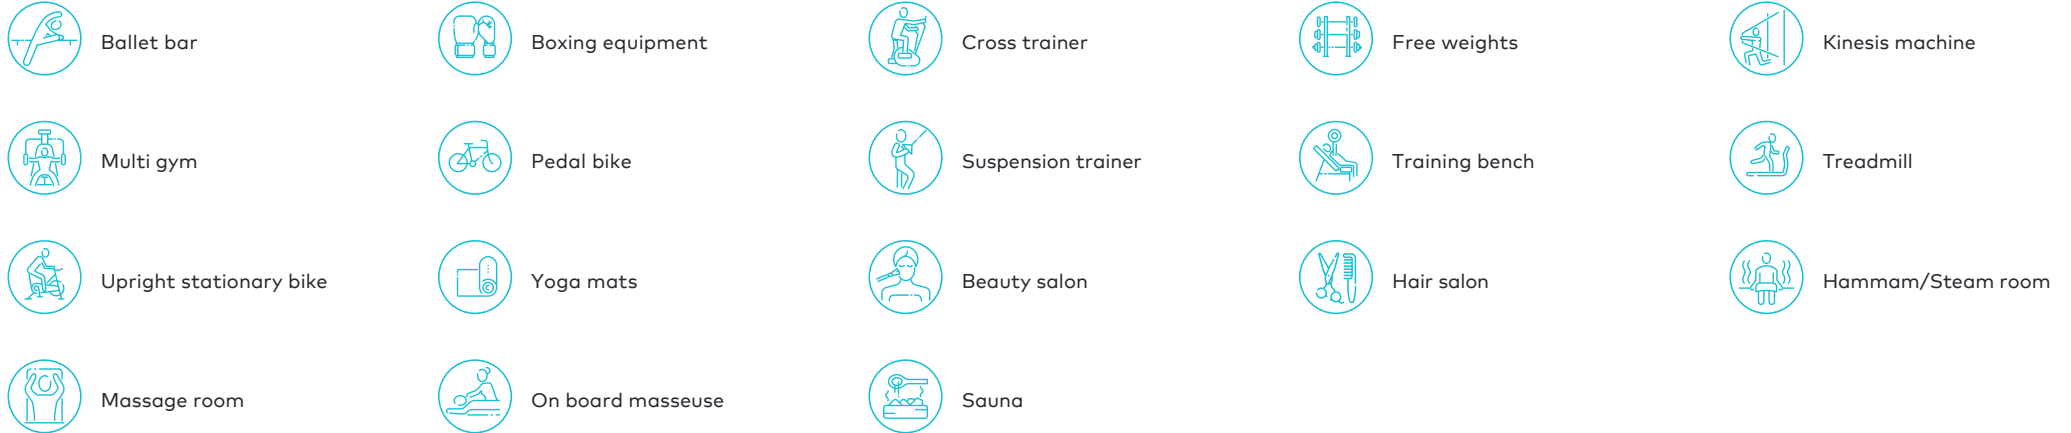 Ballet bar
Boxing equipment
Cross trainer
Free weights
Kinesis machine
Multi gym
Pedal bike
Suspension trainer
Training bench
Treadmill
Upright stationary bike
Yoga mats
Beauty salon
Hair salon
Hammam/Steam room
Massage room
On board masseuse
Sauna